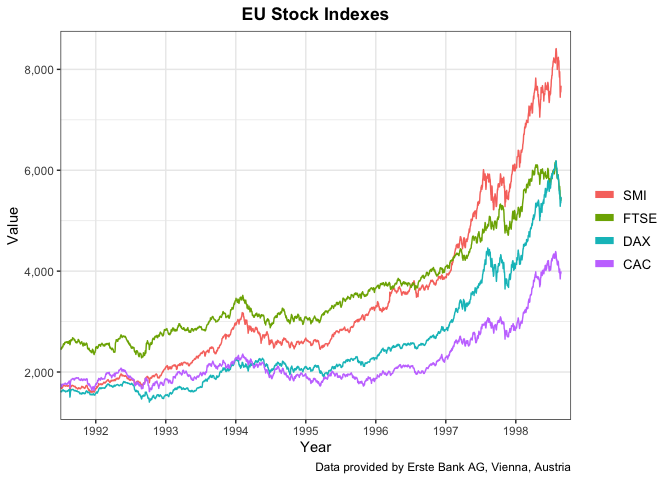 EU Stock Indexes
Value
8,000
6,000
4,000
2,000
1992 1993 1994 1995 1996 1997 1998
Year
SMI
FTSE
DAX
CAC
Data provided by Erste Bank AG, Vienna, Austria